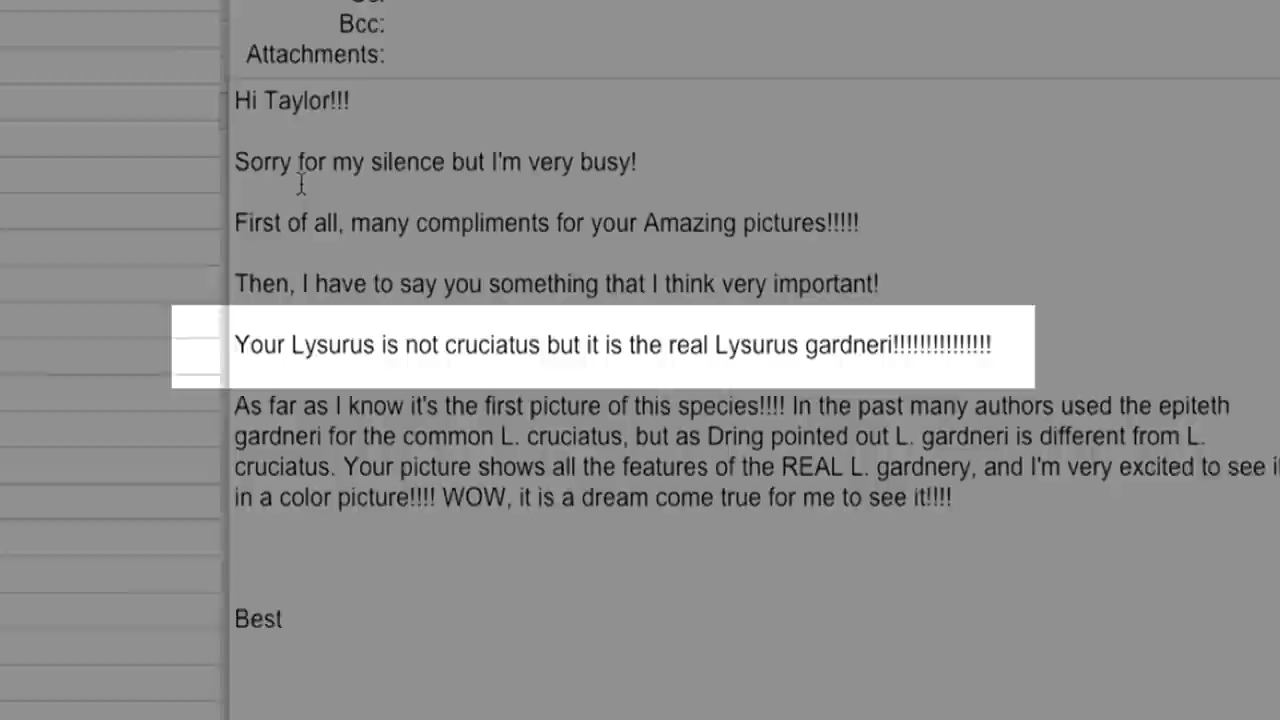 Bcc:
Attachments:
Hi Taylor!!!
Sorry for my silence but I'm very busy!
First of all, many compliments for your Amazing pictures!!!!!
Then, I have to say you something that I think very important!
Your Lysurus is not cruciatus but it is the real Lysurus gardneri!!!!!!!!!!!!!!!
As far as I know it's the first picture of this species!!!! In the past many authors used the epiteth
gardneri for the common L. cruciatus, but as Dring pointed out L. gardneri is different from L.
cruciatus. Your picture shows all the features of the REAL L. gardnery, and I'm very excited to see
in a color picture!!!! WOW, it is a dream come true for me to see it!!!!
Best